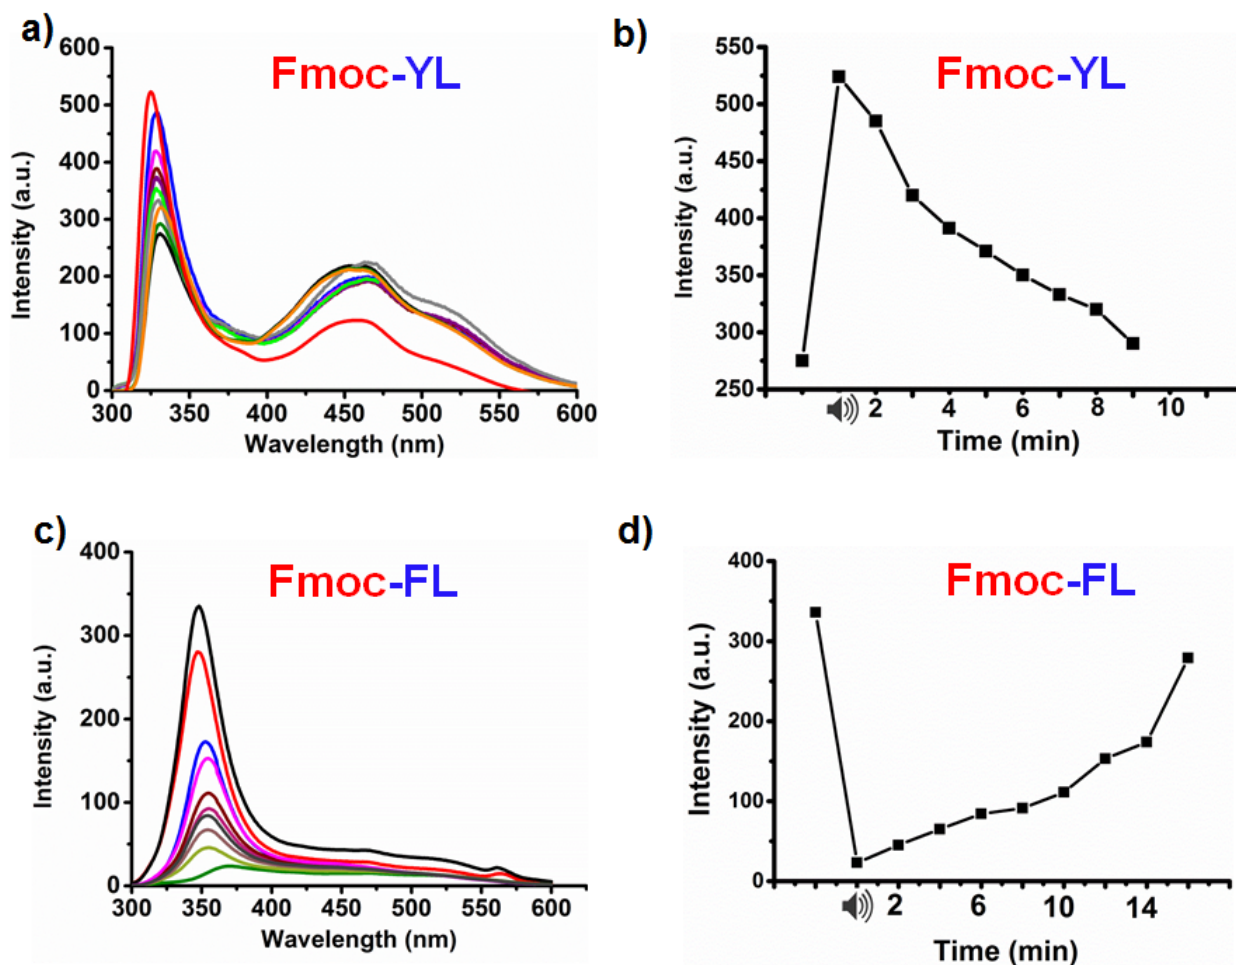 a)
Fmoc-YL
600
500
400
300
200
100
0
300 350 400 450 500 550 600
Intensity (a.u.)
Wavelength (nm)
b)
Fmoc-YL
550
500
450
400
350
300
250
2 4 6 8 10
Intensity (a.u.)
Time (min)
c)
Fmoc-FL
400
300
200
100
0
300 350 400 450 500 550 600
Intensity (a.u.)
Wavelength (nm)
d)
Fmoc-FL
400
300
200
100
0
2 6 10 14
Intensity (a.u.)
Time (min)